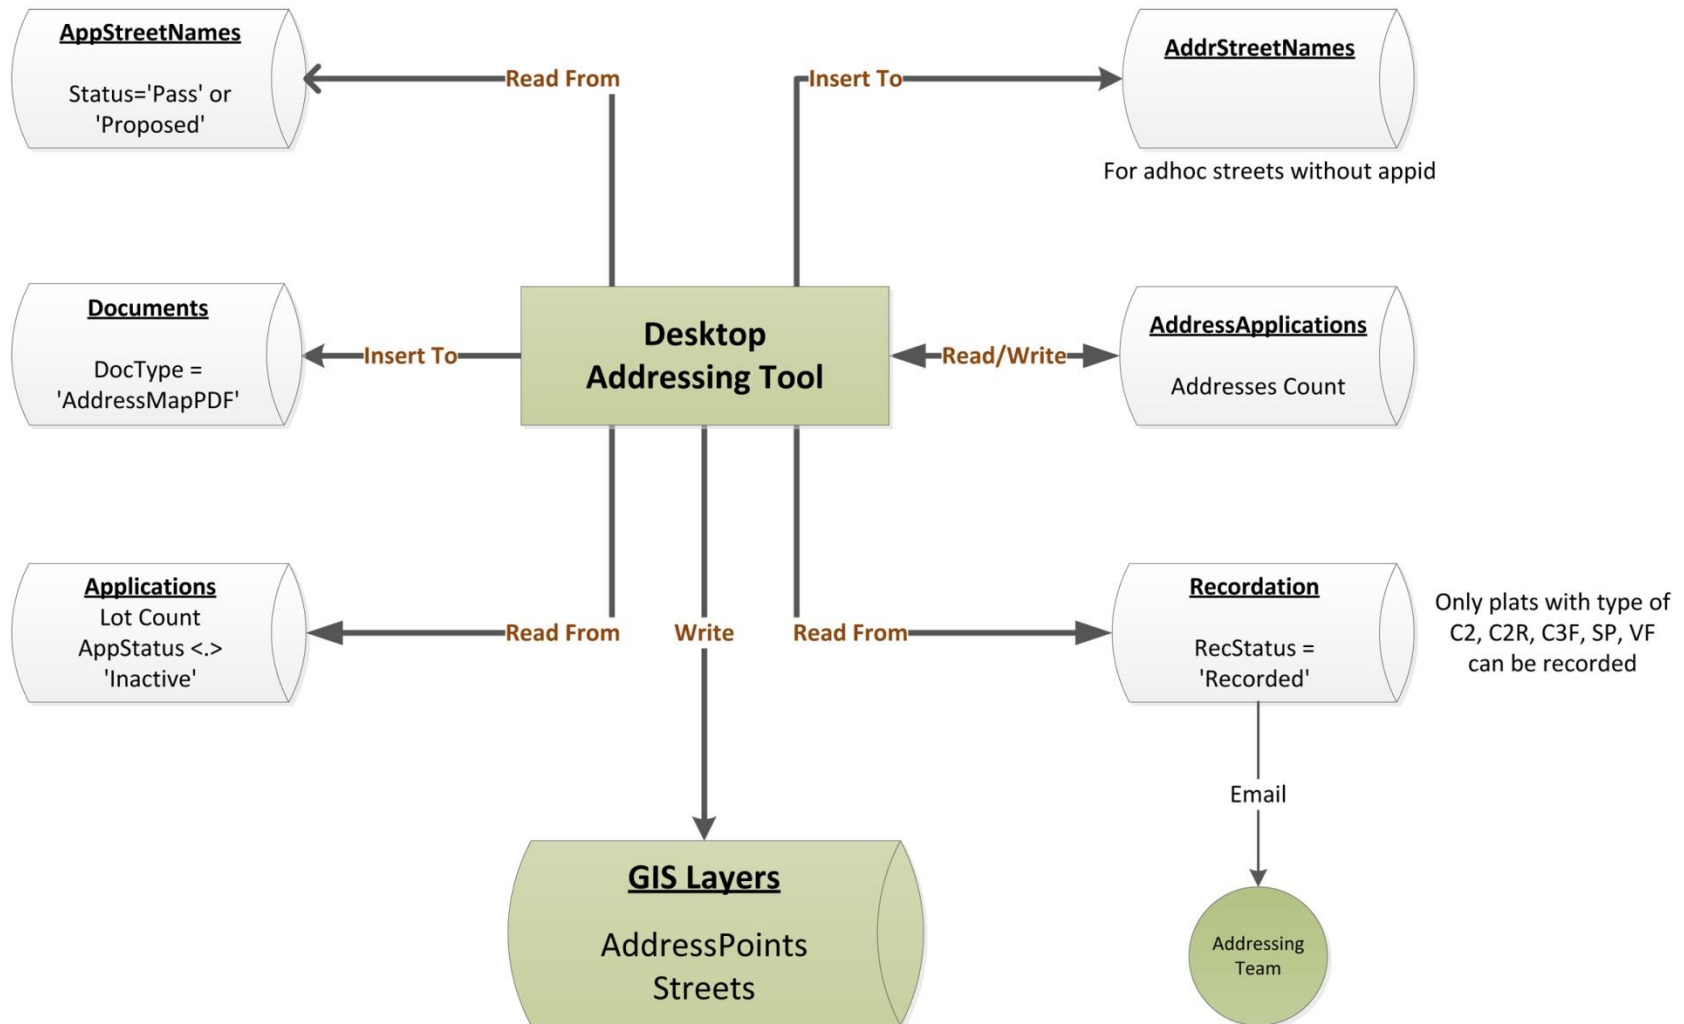 AppStreetNames
Status='Pass' or
'Proposed'
Read From
Insert To
AddrStreetNames
For adhoc streets without appid
Documents
DocType =
'AddressMapPDF'
Insert To
Desktop
Addressing Tool
Read/Write
AddressApplications
Addresses Count
Applications
Lot Count
AppStatus <.>
'Inactive'
Read From
Write
Read From
Recordation
RecStatus =
'Recorded'
Only plats with type of
C2, C2R, C3F, SP, VF
can be recorded
Email
GIS Layers
AddressPoints
Streets
Addressing
Team